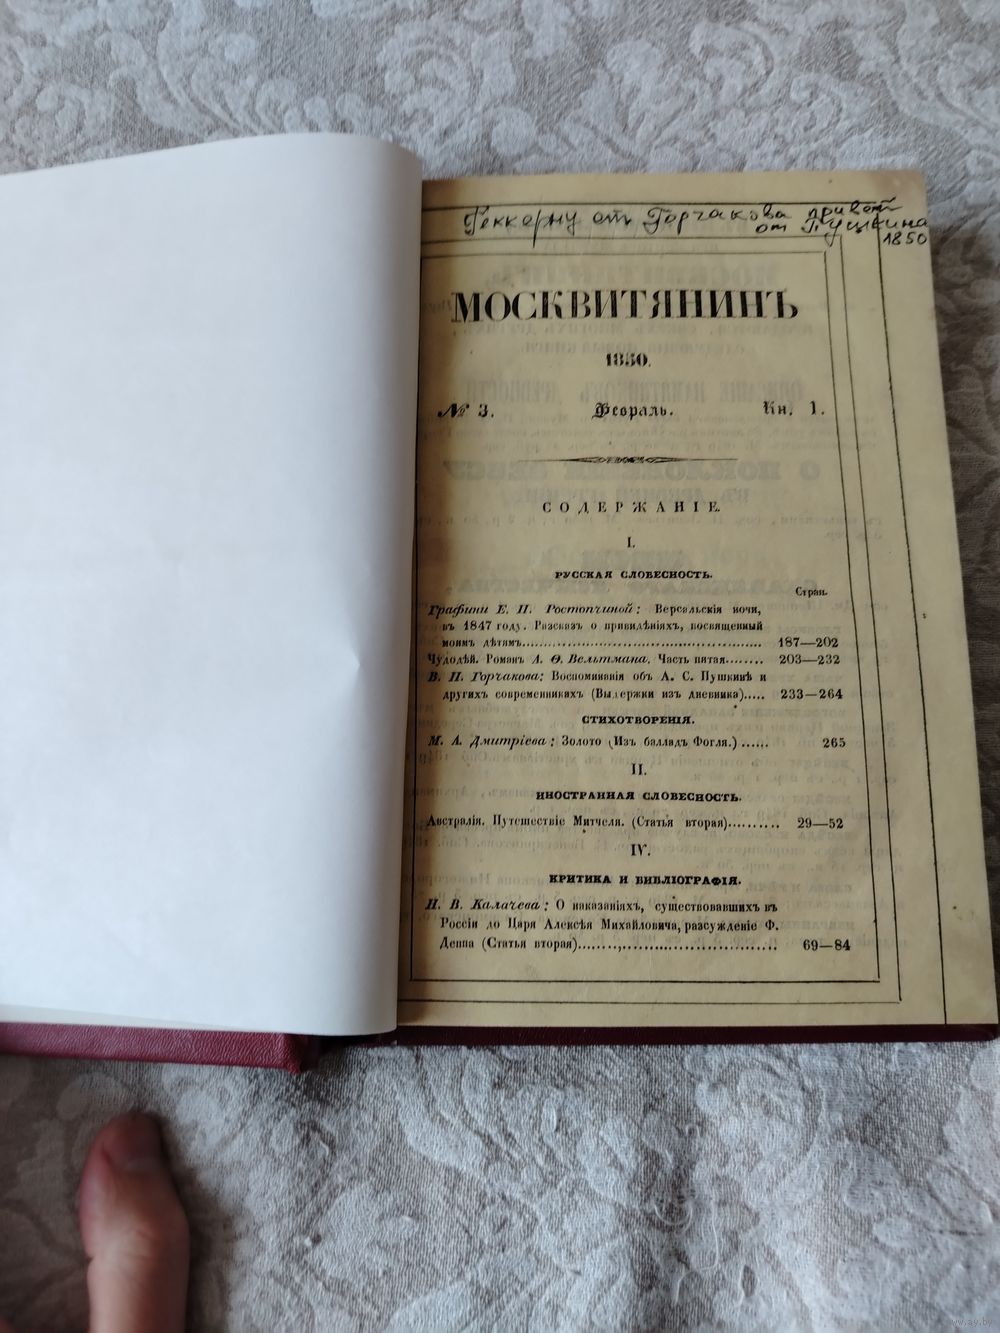 Геккерну от Горчакова привет
от Пушкина
1850
МОСКВИТЯНИНЪ
1850.
№ 3. Февраль. Кн. 1.
СОДЕРЖАНІЕ.
I.
РУССКАЯ СЛОВЕСНОСТЬ.
Стран.
Графини Е. П. Ростопчиной: Версальскія ночи,
въ 1847 году. Разсказъ о привидѣніяхъ, посвященный
моимъ дѣтямъ........ 187—202
Чудодѣй. Романъ А. Ѳ. Вельтмана. Часть пятая........ 203—232
В. П. Горчакова: Воспоминанія объ А. С. Пушкинѣ и
другихъ современникахъ (Выдержки изъ дневника)..... 233—264
СТИХОТВОРЕНІЯ.
М. А. Дмитріева: Золото (Изъ балладъ Фогля.)...... 265
II.
ИНОСТРАННАЯ СЛОВЕСНОСТЬ.
Австралія. Путешествіе Митчеля. (Статья вторая).......... 29—52
IV.
КРИТИКА И БИБЛІОГРАФІЯ.
Н. В. Калачева: О наказаніяхъ, существовавшихъ въ
Россіи до Царя Алексѣя Михайловича, разсужденіе Ф.
Деппа (Статья вторая)........ 69—84
www.ay.by